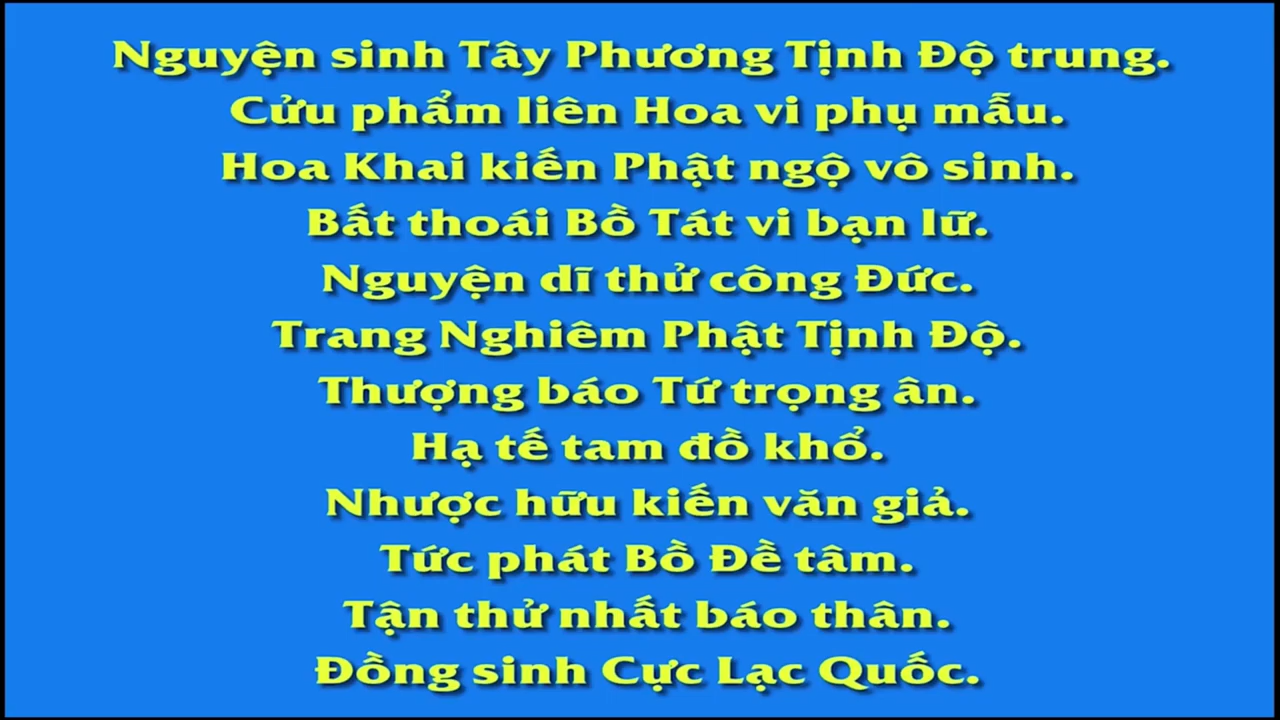 Nguyện sinh Tây Phương Tịnh Độ trung.
Cửu phẩm liên Hoa vi phụ mẫu.
Hoa Khai kiến Phật ngộ vô sinh.
Bất thoái Bồ Tát vi bạn lữ.
Nguyện dĩ thử công Đức.
Trang Nghiêm Phật Tịnh Độ.
Thượng báo Tứ trọng ân.
Hạ tế tam đồ khổ.
Nhược hữu kiến văn giả.
Tức phát Bồ Đề tâm.
Tận thử nhất báo thân.
Đồng sinh Cực Lạc Quốc.